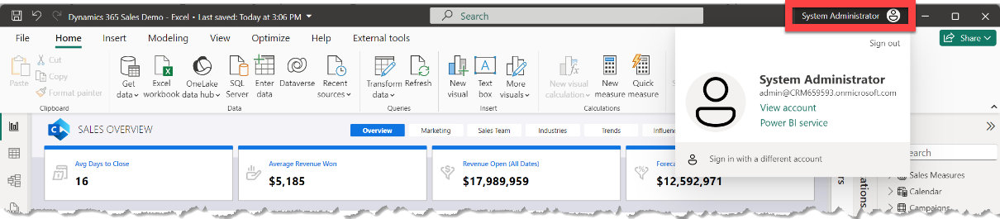 Dynamics 365 Sales Demo - Excel • Last saved: Today at 3:06 PM
Search
System Administrator
File Home Insert Modeling View Optimize Help External tools
Share
Sign out
Paste
Cut
Copy
Format painter
Get data
Excel workbook
OneLake data hub
SQL Server
Enter data
Dataverse
Recent sources
Transform data
Refresh
New visual
Text box
More visuals
New visual calculation
New measure
Quick measure
Clipboard
Data
Queries
Insert
Calculations
System Administrator
admin@CRM659593.onmicrosoft.com
View account
Power BI service
Sign in with a different account
SALES OVERVIEW
Overview Marketing Sales Team Industries Trends
Avg Days to Close
16
Average Revenue Won
$5,185
Revenue Open (All Dates)
$17,989,959
$12,592,971
Sales Measures
Calendar
Campaigns